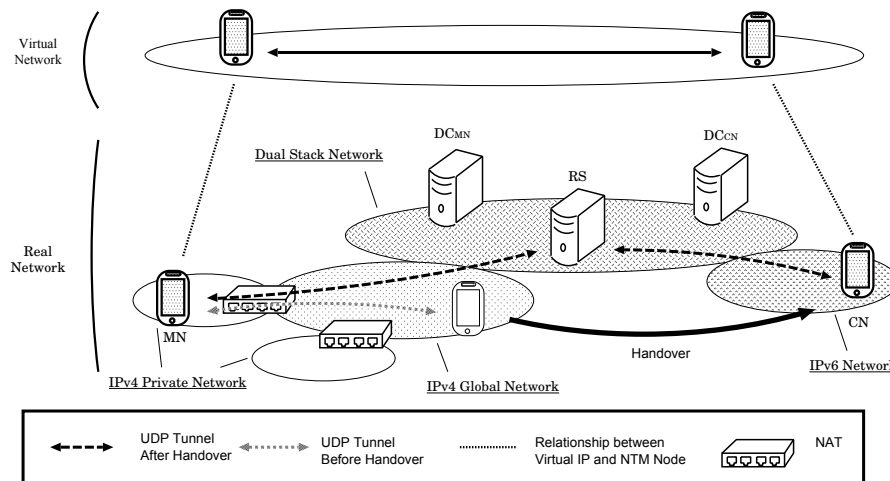 Virtual
Network
DCMN
DCCN
Dual Stack Network
RS
Real
Network
MN
CN
Handover
IPv4 Private Network
IPv4 Global Network
IPv6 Network
UDP Tunnel
After Handover
UDP Tunnel
Before Handover
Relationship between
Virtual IP and NTM Node
NAT